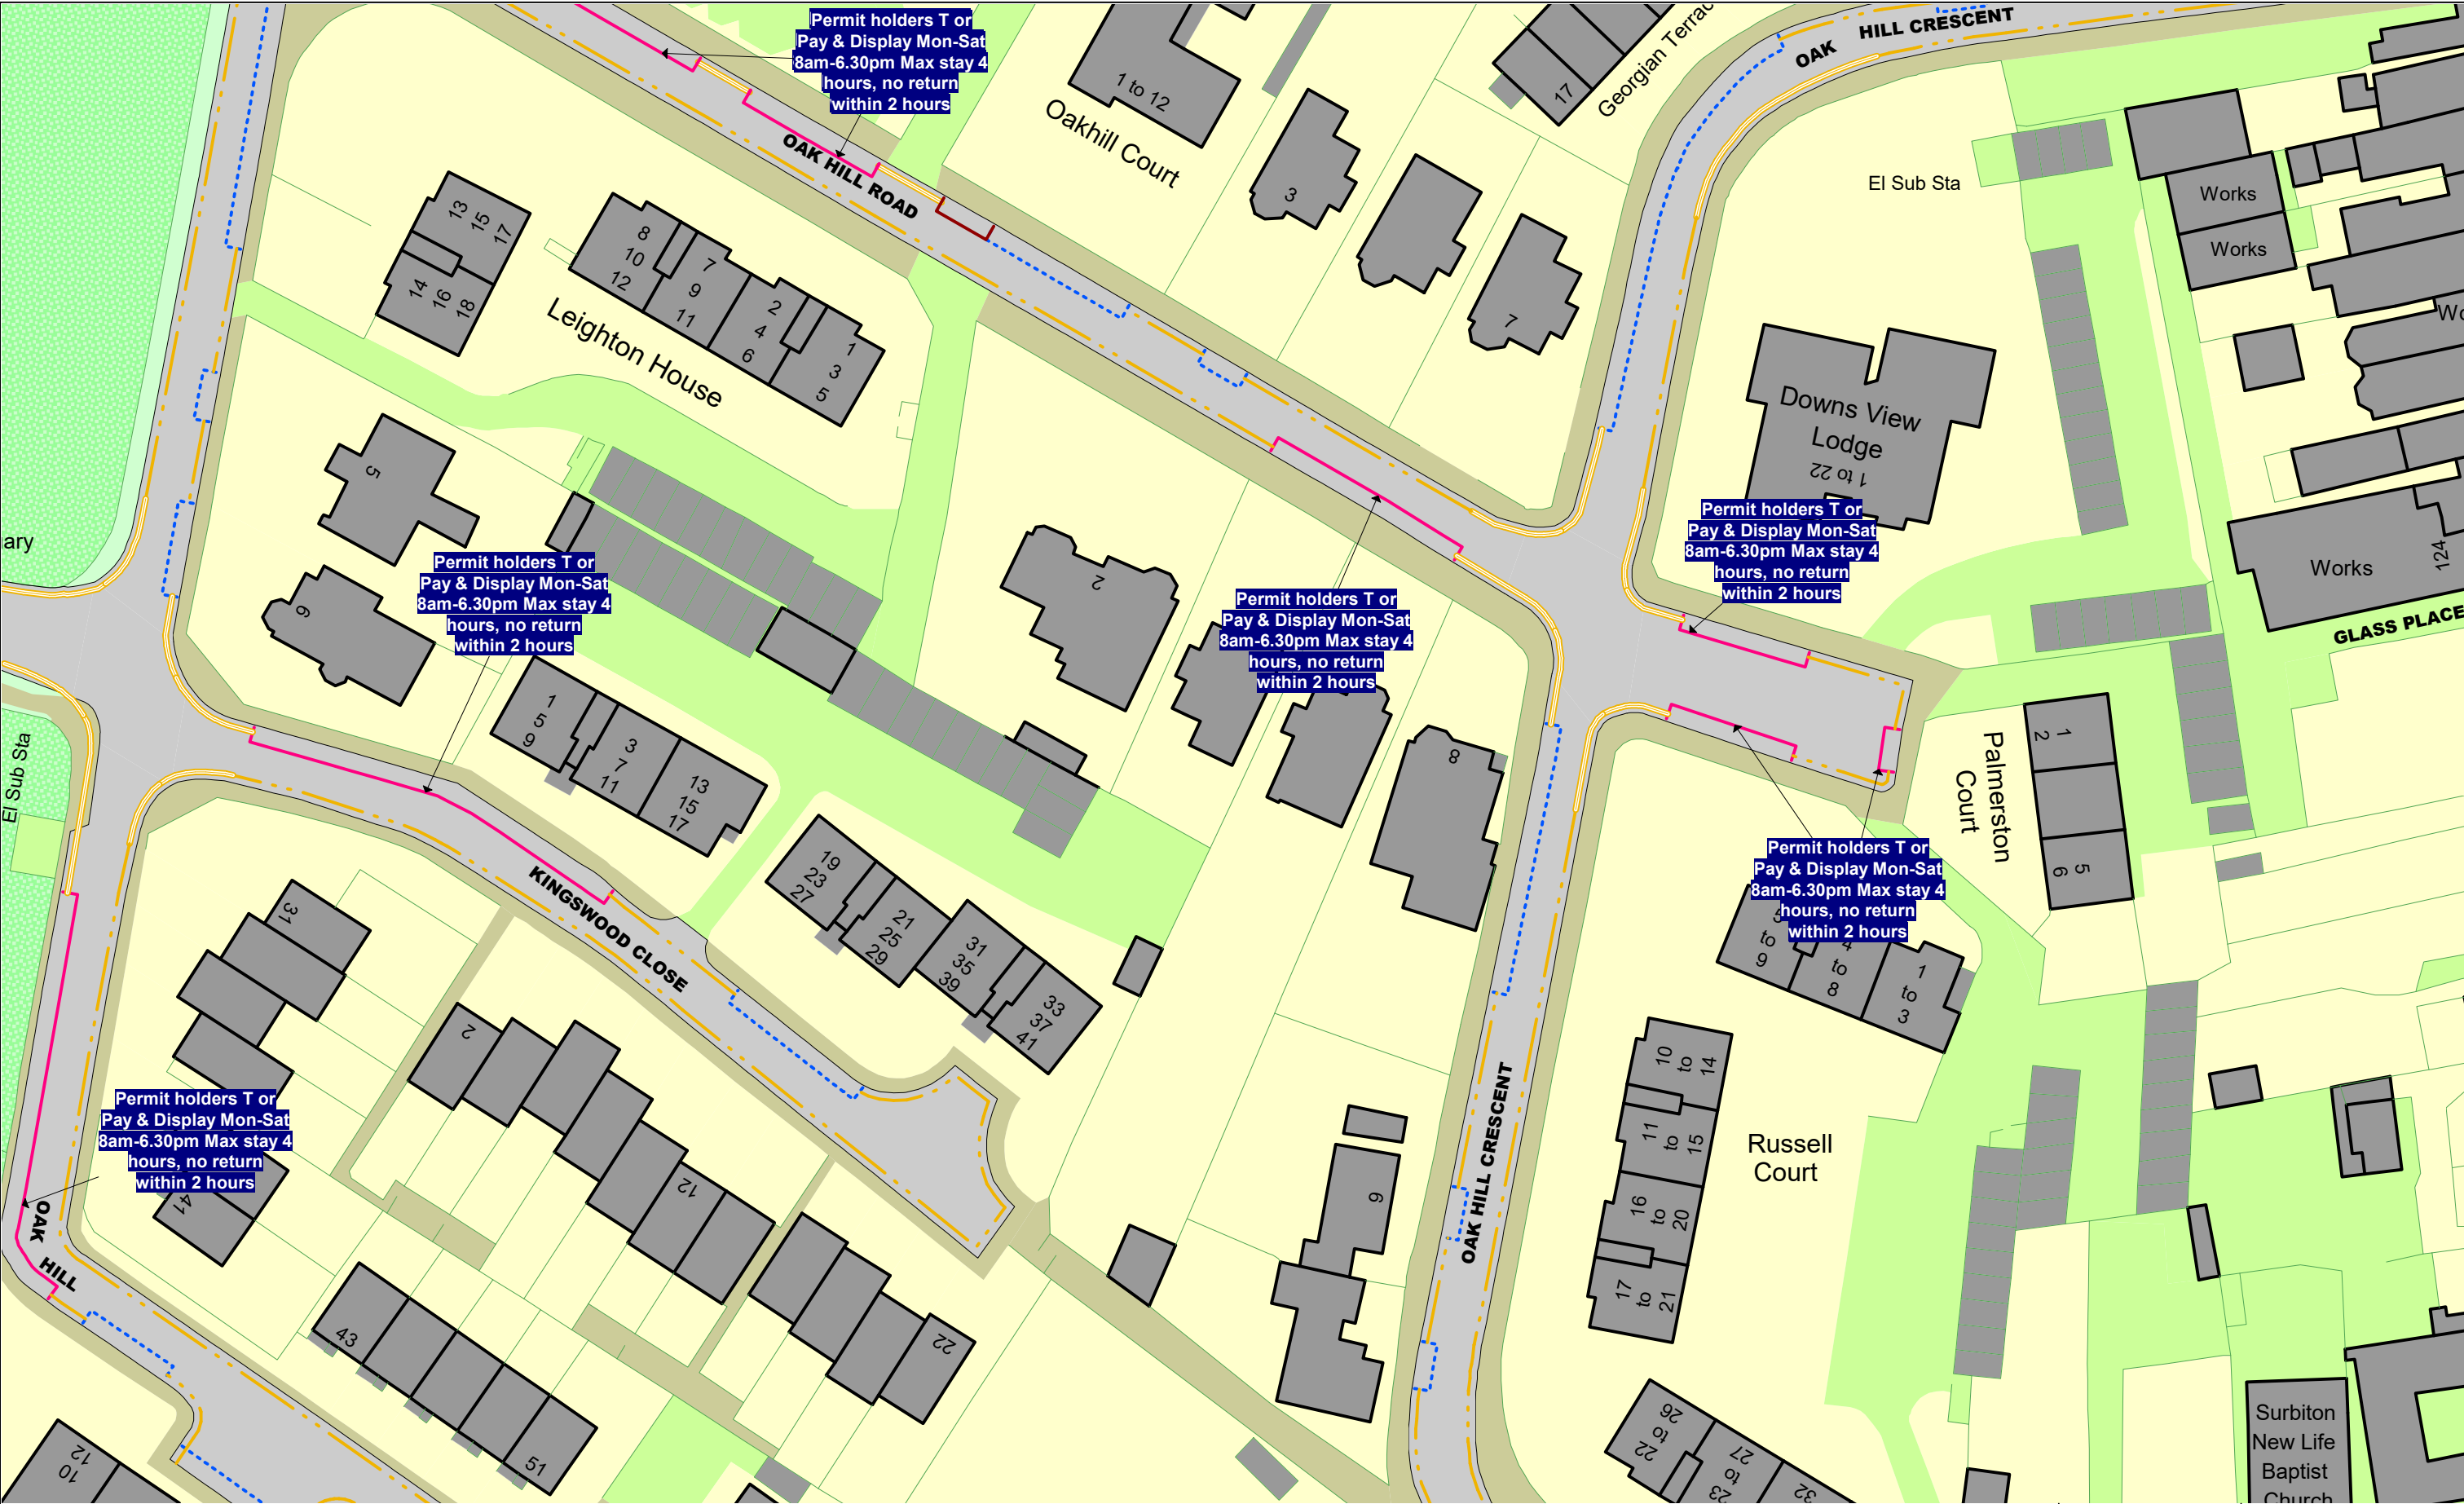 Permit holders T or
Pay & Display Mon-Sat
8am-6.30pm Max stay 4
hours, no return
within 2 hours
OAK HILL CRESCENT
Georgian Terrac
17
1 to 12
Oakhill Court
OAK HILL ROAD
3
7
El Sub Sta
Works
Works
13
15
17
14
16
18
8
10
12
7
9
11
2
4
6
1
3
5
Leighton House
Downs View
Lodge
1 to 22
Permit holders T or
Pay & Display Mon-Sat
8am-6.30pm Max stay 4
hours, no return
within 2 hours
Works
124
GLASS PLACE
5
6
ary
Permit holders T or
Pay & Display Mon-Sat
8am-6.30pm Max stay 4
hours, no return
within 2 hours
2
Permit holders T or
Pay & Display Mon-Sat
8am-6.30pm Max stay 4
hours, no return
within 2 hours
1
5
9
3
7
11
13
15
17
8
El Sub Sta
Palmerston
Court
1
2
5
6
Permit holders T or
Pay & Display Mon-Sat
8am-6.30pm Max stay 4
hours, no return
within 2 hours
5
to
9
4
to
8
1
to
3
19
23
27
21
25
29
31
35
39
33
37
41
KINGSWOOD CLOSE
31
2
12
22
Permit holders T or
Pay & Display Mon-Sat
8am-6.30pm Max stay 4
hours, no return
within 2 hours
41
OAK
HILL
43
51
12
10
9
OAK HILL CRESCENT
10
to
14
11
to
15
16
to
20
17
to
21
Russell
Court
26
to
22
27
to
23
32
Surbiton
New Life
Baptist
Church